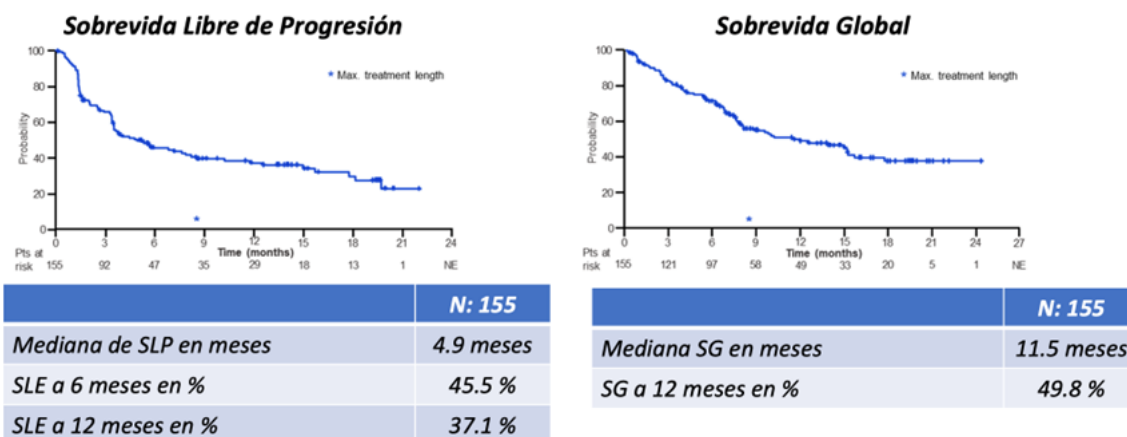 Sobrevida Libre de Progresión
100
80
60
40
20
0
Probability
* Max. treatment length
0 3 6 9 12 15 18 21 24
Time (months)
Pts at
risk 155 92 47 35 29 18 13 1 NE
N: 155
Mediana de SLP en meses 4.9 meses
SLE a 6 meses en % 45.5 %
SLE a 12 meses en % 37.1 %
Sobrevida Global
100
80
60
40
20
0
Probability
* Max. treatment length
0 3 6 9 12 15 18 21 24 27
Time (months)
Pts at
risk 155 121 97 58 49 33 20 5 1 NE
N: 155
Mediana SG en meses 11.5 meses
SG a 12 meses en % 49.8 %